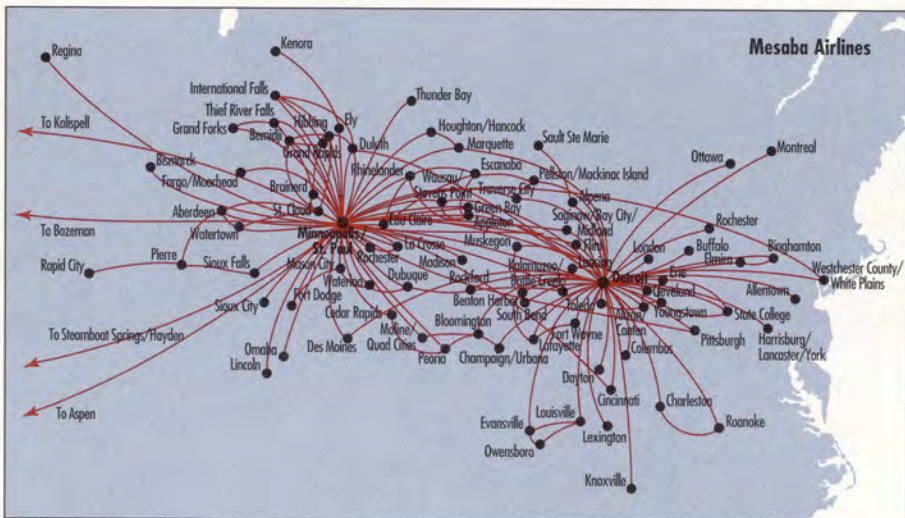 Mesaba Airlines
Regina
Kenora
International Falls
Thief River Falls
Grand Forks
Bemidji
Hibbing
Grand Rapids
Ely
Duluth
Thunder Bay
Houghton/Hancock
Marquette
Sault Ste Marie
Ottawa
Montreal
To Kalispell
Bismarck
Fargo/Moorhead
Rhinelander
Wausau
Escanaba
Pellston/Mackinac Island
Stevens Point
Traverse City
Alpena
Brainerd
St. Cloud
Aberdeen
Watertown
Minneapolis/
St. Paul
Eau Claire
Green Bay
Appleton
Saginaw/Bay City/
Midland
Flint
Rochester
To Bozeman
London
Buffalo
Elmira
Binghamton
Muskegon
Lansing
La Crosse
Rochester
Madison
Mason City
Pierre
Sioux Falls
Rapid City
Kalamazoo/
Battle Creek
Detroit
Erie
Cleveland
Westchester County/
White Plains
Dubuque
Rockford
Waterloo
Fort Dodge
Sioux City
Cedar Rapids
Benton Harbor
South Bend
Toledo
Akron/
Canton
Youngstown
State College
Allentown
To Steamboat Springs/Hayden
Moline/
Quad Cities
Bloomington
Fort Wayne
Lafayette
Pittsburgh
Harrisburg/
Lancaster/York
Omaha
Lincoln
Des Moines
Peoria
Champaign/Urbana
Columbus
Dayton
Cincinnati
To Aspen
Charleston
Roanoke
Evansville
Louisville
Owensboro
Lexington
Knoxville